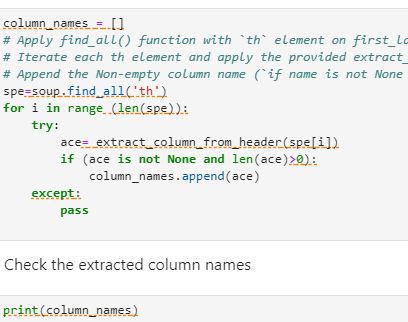 column_names = []
# Apply find_all() function with `th` element on first_la
# Iterate each th element and apply the provided extract_
# Append the Non-empty column name (`if name is not None
spe=soup.find_all('th')
for i in range (len(spe)):
    try:
        ace= extract_column_from_header(spe[i])
        if (ace is not None and len(ace)>0):
            column_names.append(ace)
    except:
        pass
Check the extracted column names
print(column_names)